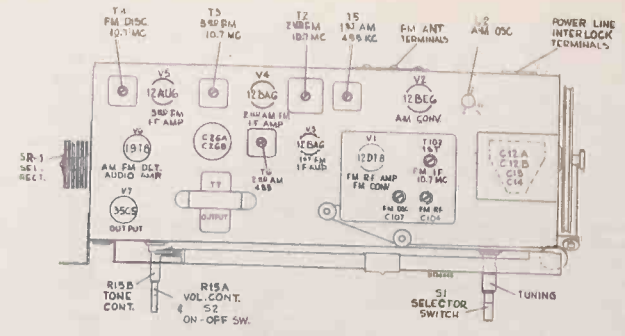 T4
FM DISC
10.7 MC
T3
3RD FM
10.7 MC
T2
2ND FM
10.7 MC
T5
1ST AM
455 KC
FM ANT
TERMINALS
AM OSC
POWER LINE
INTERLOCK
TERMINALS
V5
12AU6
3RD FM
I F AMP
V4
12BA6
2ND AM FM
I F AMP
V2
12BE6
AM CONV.
V6
19T8
AM FM DET.
AUDIO AMP
C26A
C26B
2ND AM
455
V3
12BA6
1ST FM
I F AMP
V1
12DT8
FM RF AMP
FM CONV
T102
1ST
FM IF
10.7 MC
FM OSC
C107
FM RF
C104
C12A
C12B
C13
C14
SR-1
SEL.
RECT.
V7
35C5
OUTPUT
T7
OUTPUT
R15B
TONE
CONT.
R15A
VOL. CONT.
& S2
ON-OFF SW.
S1
SELECTOR
SWITCH
TUNING